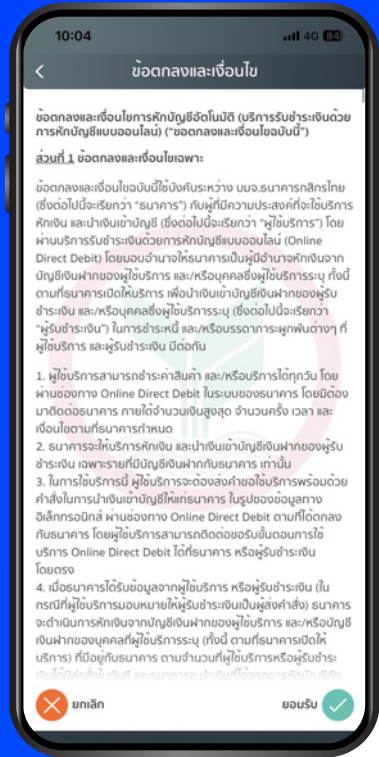 10:04
4G 84
ข้อตกลงและเงื่อนไข
ข้อตกลงและเงื่อนไขการหักบัญชีอัตโนมัติ (บริการรับชำระเงินด้วย
การหักบัญชีแบบออนไลน์) ("ข้อตกลงและเงื่อนไขฉบับนี้")
ส่วนที่ 1 ข้อตกลงและเงื่อนไขเฉพาะ
ข้อตกลงและเงื่อนไขฉบับนี้ใช้บังคับระหว่าง บมจ.ธนาคารกสิกรไทย
(ซึ่งต่อไปนี้จะเรียกว่า "ธนาคาร") กับผู้ที่มีความประสงค์ที่จะใช้บริการ
หักเงิน และนำเงินเข้าบัญชี (ซึ่งต่อไปนี้จะเรียกว่า "ผู้ใช้บริการ") โดย
ผ่านบริการรับชำระเงินด้วยการหักบัญชีแบบออนไลน์ (Online
Direct Debit) โดยมอบอำนาจให้ธนาคารเป็นผู้มีอำนาจหักเงินจาก
บัญชีเงินฝากของผู้ใช้บริการ และ/หรือบุคคลซึ่งผู้ใช้บริการระบุ ทั้งนี้
ตามที่ธนาคารเปิดให้บริการ เพื่อนำเงินเข้าบัญชีเงินฝากของผู้รับ
ชำระเงิน และ/หรือบุคคลซึ่งผู้ใช้บริการระบุ (ซึ่งต่อไปนี้จะเรียกว่า
"ผู้รับชำระเงิน") ในการชำระหนี้ และ/หรือบรรดาภาระผูกพันต่างๆ ที่
ผู้ใช้บริการ และผู้รับชำระเงิน มีต่อกัน
1. ผู้ใช้บริการสามารถชำระค่าสินค้า และ/หรือบริการได้ทุกวัน โดย
ผ่านช่องทาง Online Direct Debit ในระบบของธนาคาร โดยมิต้อง
มาติดต่อธนาคาร ภายใต้จำนวนเงินสูงสุด จำนวนครั้ง เวลา และ
เงื่อนไขตามที่ธนาคารกำหนด
2. ธนาคารจะให้บริการหักเงิน และนำเงินเข้าบัญชีเงินฝากของผู้รับ
ชำระเงิน เฉพาะรายที่มีบัญชีเงินฝากกับธนาคาร เท่านั้น
3. ในการใช้บริการนี้ ผู้ใช้บริการจะต้องส่งคำขอใช้บริการพร้อมด้วย
คำสั่งในการนำเงินเข้าบัญชีให้แก่ธนาคาร ในรูปของข้อมูลทาง
อิเล็กทรอนิกส์ ผ่านช่องทาง Online Direct Debit ตามที่ได้ตกลง
กับธนาคาร โดยผู้ใช้บริการสามารถติดต่อขอรับขั้นตอนการใช้
บริการ Online Direct Debit ได้ที่ธนาคาร หรือผู้รับชำระเงิน
โดยตรง
4. เมื่อธนาคารได้รับข้อมูลจากผู้ใช้บริการ หรือผู้รับชำระเงิน (ใน
กรณีที่ผู้ใช้บริการมอบหมายให้ผู้รับชำระเงินเป็นผู้ส่งคำสั่ง) ธนาคาร
จะดำเนินการหักเงินจากบัญชีเงินฝากของผู้ใช้บริการ และ/หรือบัญชี
เงินฝากของบุคคลที่ผู้ใช้บริการระบุ (ทั้งนี้ ตามที่ธนาคารเปิดให้
บริการ) ที่มีอยู่กับธนาคาร ตามจำนวนที่ผู้ใช้บริการหรือผู้รับชำระ
เงินได้มีคำสั่งในทันที และธนาคารจะนำเงินที่ได้จากการหักบัญชีดัง
ยกเลิก
ยอมรับ